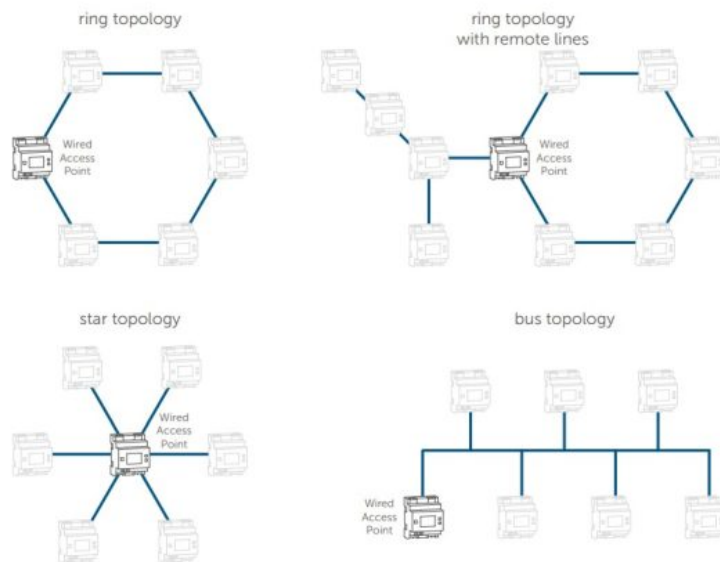 ring topology
Wired
Access
Point
ring topology
with remote lines
Wired
Access
Point
star topology
Wired
Access
Point
bus topology
Wired
Access
Point